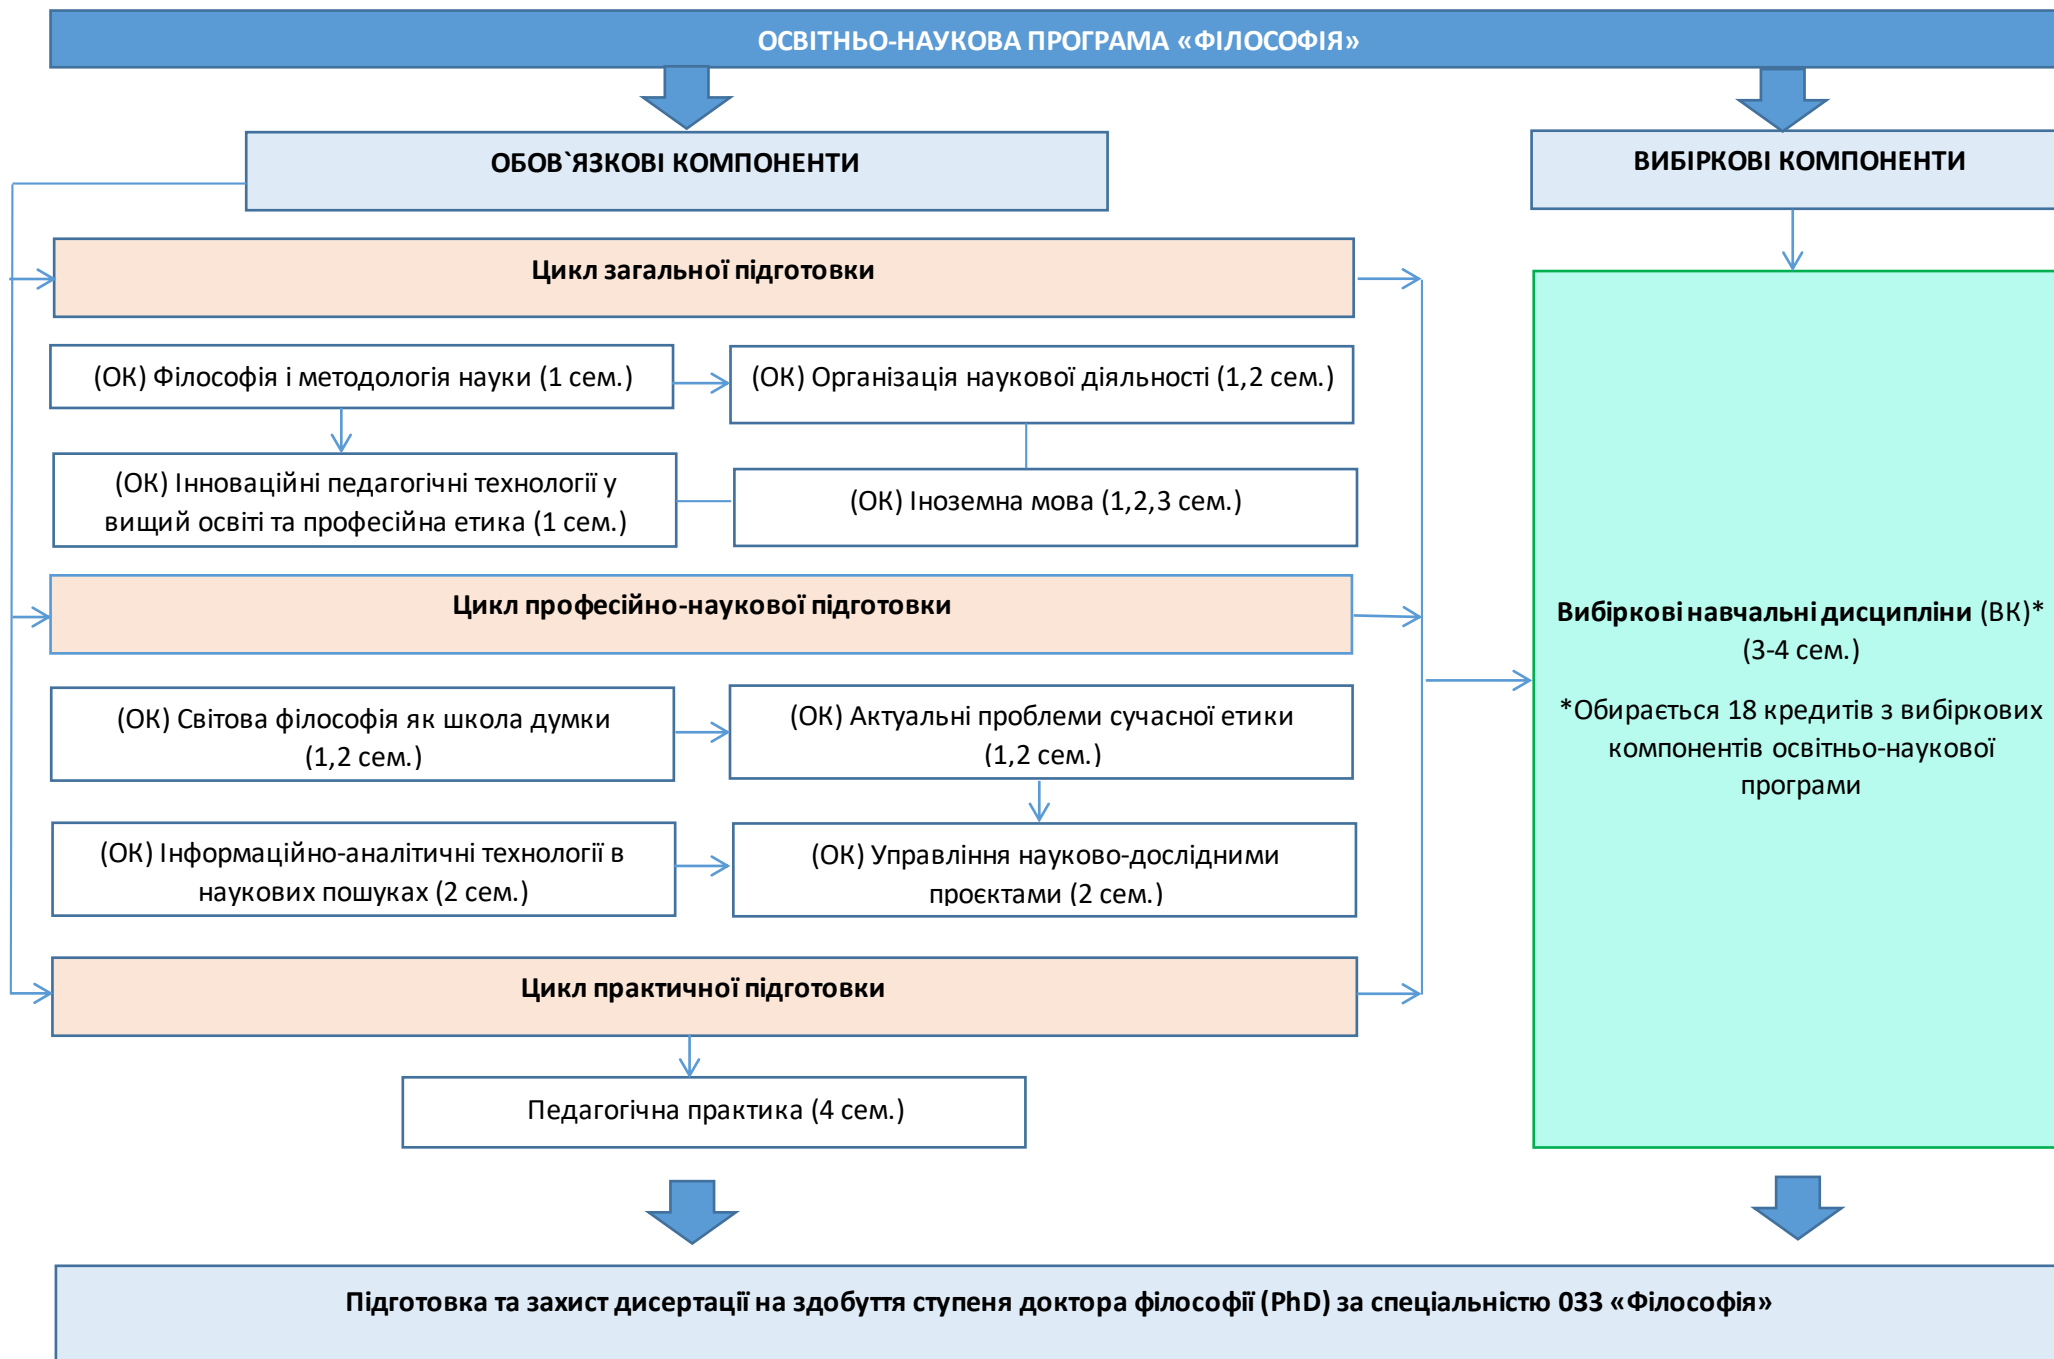 ОСВІТНЬО-НАУКОВА ПРОГРАМА «ФІЛОСОФІЯ»
ОБОВ`ЯЗКОВІ КОМПОНЕНТИ
ВИБІРКОВІ КОМПОНЕНТИ
Цикл загальної підготовки
(ОК) Філософія і методологія науки (1 сем.)
(ОК) Організація наукової діяльності (1,2 сем.)
(ОК) Інноваційні педагогічні технології у
вищий освіті та професійна етика (1 сем.)
(ОК) Іноземна мова (1,2,3 сем.)
Цикл професійно-наукової підготовки
(ОК) Світова філософія як школа думки
(1,2 сем.)
(ОК) Актуальні проблеми сучасної етики
(1,2 сем.)
(ОК) Інформаційно-аналітичні технології в
наукових пошуках (2 сем.)
(ОК) Управління науково-дослідними
проєктами (2 сем.)
Цикл практичної підготовки
Педагогічна практика (4 сем.)
Вибіркові навчальні дисципліни (ВК)*
(3-4 сем.)
*Обирається 18 кредитів з вибіркових
компонентів освітньо-наукової
програми
Підготовка та захист дисертації на здобуття ступеня доктора філософії (PhD) за спеціальністю 033 «Філософія»